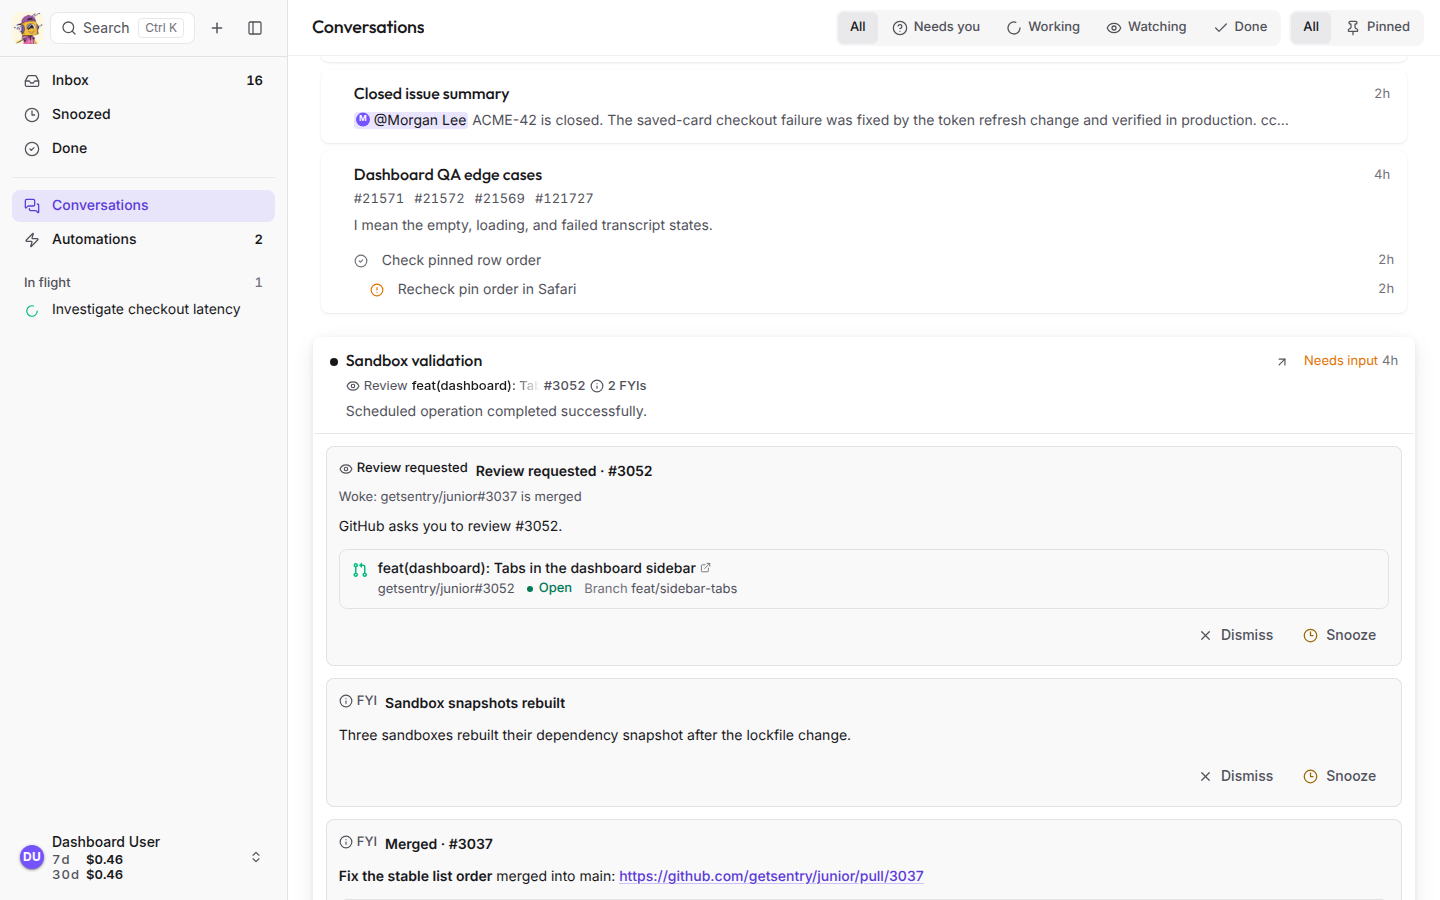 Search Ctrl K
Inbox 16
Snoozed
Done
Conversations
Automations 2
In flight 1
Investigate checkout latency
Dashboard User
DU
7d $0.46
30d $0.46
Conversations
All Needs you Working Watching Done All Pinned
Closed issue summary 2h
M @Morgan Lee ACME-42 is closed. The saved-card checkout failure was fixed by the token refresh change and verified in production. cc...
Dashboard QA edge cases 4h
#21571 #21572 #21569 #121727
I mean the empty, loading, and failed transcript states.
Check pinned row order 2h
Recheck pin order in Safari 2h
Sandbox validation Needs input 4h
Review feat(dashboard): Tab #3052 2 FYIs
Scheduled operation completed successfully.
Review requested Review requested · #3052
Woke: getsentry/junior#3037 is merged
GitHub asks you to review #3052.
feat(dashboard): Tabs in the dashboard sidebar
getsentry/junior#3052 Open Branch feat/sidebar-tabs
Dismiss Snooze
FYI Sandbox snapshots rebuilt
Three sandboxes rebuilt their dependency snapshot after the lockfile change.
Dismiss Snooze
FYI Merged · #3037
Fix the stable list order merged into main: https://github.com/getsentry/junior/pull/3037